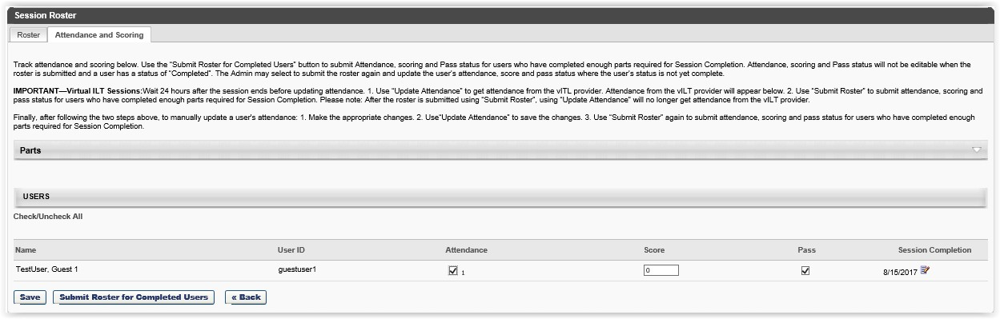 Session Roster
Roster
Attendance and Scoring
Track attendance and scoring below. Use the "Submit Roster for Completed Users" button to submit Attendance, scoring and Pass status for users who have completed enough parts required for Session Completion. Attendance, scoring and Pass status will not be editable when the
roster is submitted and a user has a status of "Completed". The Admin may select to submit the roster again and update the user's attendance, score and pass status where the user's status is not yet complete.
IMPORTANT—Virtual ILT Sessions:Wait 24 hours after the session ends before updating attendance. 1. Use "Update Attendance" to get attendance from the vITL provider. Attendance from the vILT provider will appear below. 2. Use "Submit Roster" to submit attendance, scoring and
pass status for users who have completed enough parts required for Session Completion. Please note: After the roster is submitted using "Submit Roster", using "Update Attendance" will no longer get attendance from the vILT provider.
Finally, after following the two steps above, to manually update a user's attendance: 1. Make the appropriate changes. 2. Use"Update Attendance" to save the changes. 3. Use "Submit Roster" again to submit attendance, scoring and pass status for users who have completed enough
parts required for Session Completion.
Parts
USERS
Check/Uncheck All
Name User ID Attendance Score Pass Session Completion
TestUser, Guest 1 guestuser1 1 0 8/15/2017
Save Submit Roster for Completed Users « Back